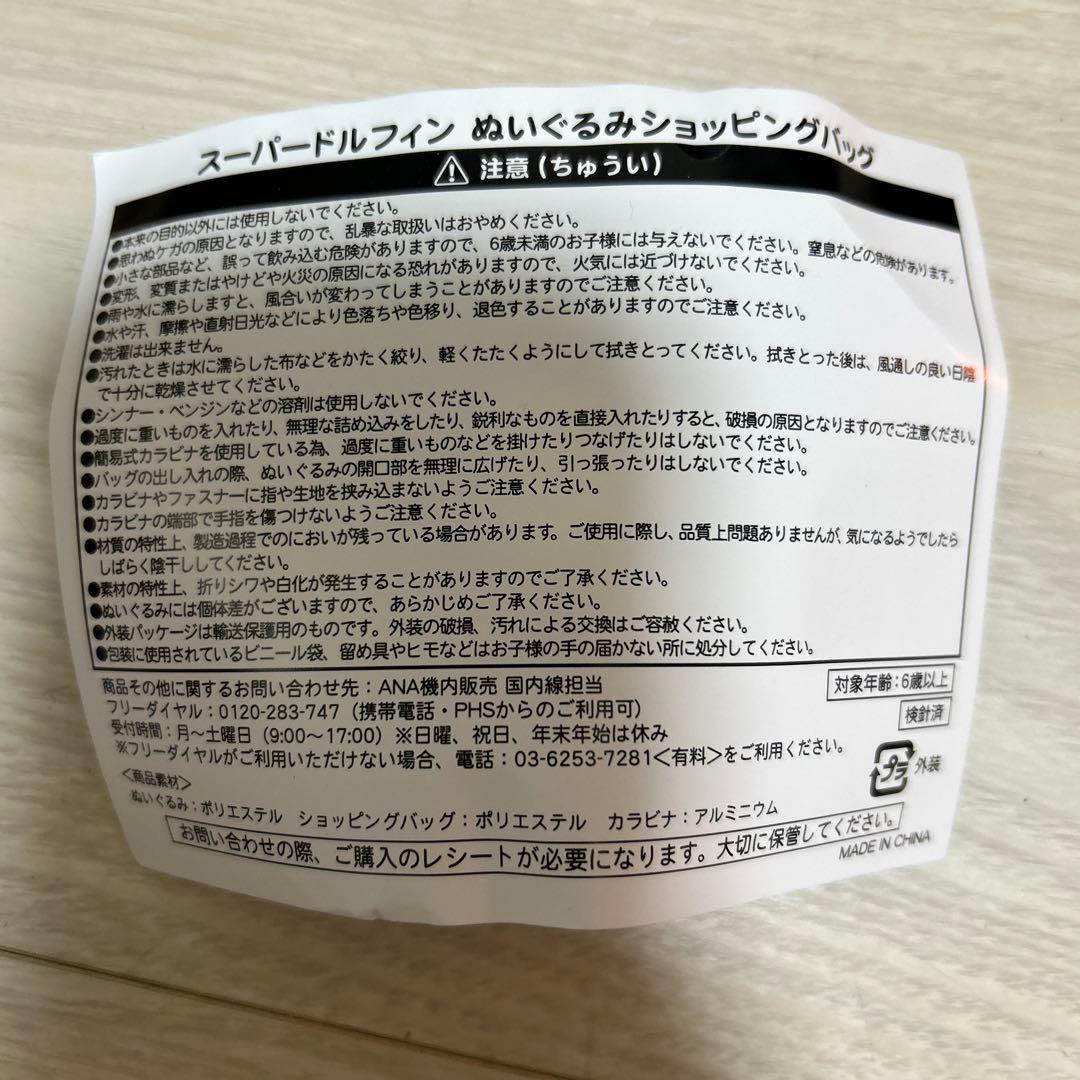 スーパードルフィン ぬいぐるみショッピングバッグ
注意(ちゅうい)
●本来の目的以外には使用しないでください。
●思わぬケガの原因となりますので、乱暴な取扱いはおやめください。
●小さな部品など、誤って飲み込む危険がありますので、6歳未満のお子様には与えないでください。窒息などの危険があります。
●変形、変質またはやけどや火災の原因になる恐れがありますので、火気には近づけないでください。
●雨や水に濡らしますと、風合いが変わってしまうことがありますのでご注意ください。
●水や汗、摩擦や直射日光などにより色落ちや色移り、退色することがありますのでご注意ください。
●洗濯は出来ません。
●汚れたときは水に濡らした布などをかたく絞り、軽くたたくようにして拭きとってください。拭きとった後は、風通しの良い日陰
で十分に乾燥させてください。
●シンナー・ベンジンなどの溶剤は使用しないでください。
●過度に重いものを入れたり、無理な詰め込みをしたり、鋭利なものを直接入れたりすると、破損の原因となりますのでご注意ください。
●簡易式カラビナを使用している為、過度に重いものなどを掛けたりつなげたりはしないでください。
●バッグの出し入れの際、ぬいぐるみの開口部を無理に広げたり、引っ張ったりはしないでください。
●カラビナやファスナーに指や生地を挟み込まないようご注意ください。
●カラビナの端部で手指を傷つけないようご注意ください。
●材質の特性上、製造過程でのにおいが残っている場合があります。ご使用に際し、品質上問題ありませんが、気になるようでしたら
しばらく陰干ししてください。
●素材の特性上、折りシワや白化が発生することがありますのでご了承ください。
●ぬいぐるみには個体差がございますので、あらかじめご了承ください。
●外装パッケージは輸送保護用のものです。外装の破損、汚れによる交換はご容赦ください。
●包装に使用されているビニール袋、留め具やヒモなどはお子様の手の届かない所に処分してください。
商品その他に関するお問い合わせ先：ANA機内販売 国内線担当
対象年齢：6歳以上
フリーダイヤル：0120-283-747（携帯電話・PHSからのご利用可）
検針済
受付時間：月～土曜日（9:00～17:00）※日曜、祝日、年末年始は休み
※フリーダイヤルがご利用いただけない場合、電話：03-6253-7281＜有料＞をご利用ください。
プラ 外装
＜商品素材＞
ぬいぐるみ：ポリエステル ショッピングバッグ：ポリエステル カラビナ：アルミニウム
お問い合わせの際、ご購入のレシートが必要になります。大切に保管してください。
MADE IN CHINA